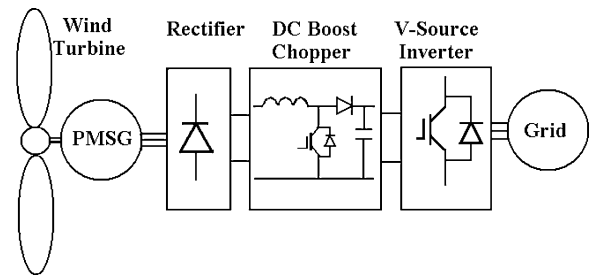 Wind
Turbine
Rectifier
DC Boost
Chopper
V-Source
Inverter
PMSG
Grid